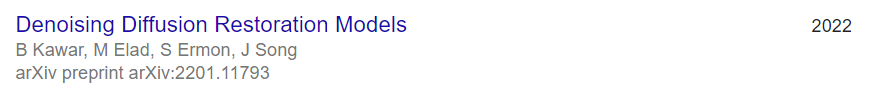 Denoising Diffusion Restoration Models 2022
B Kawar, M Elad, S Ermon, J Song
arXiv preprint arXiv:2201.11793